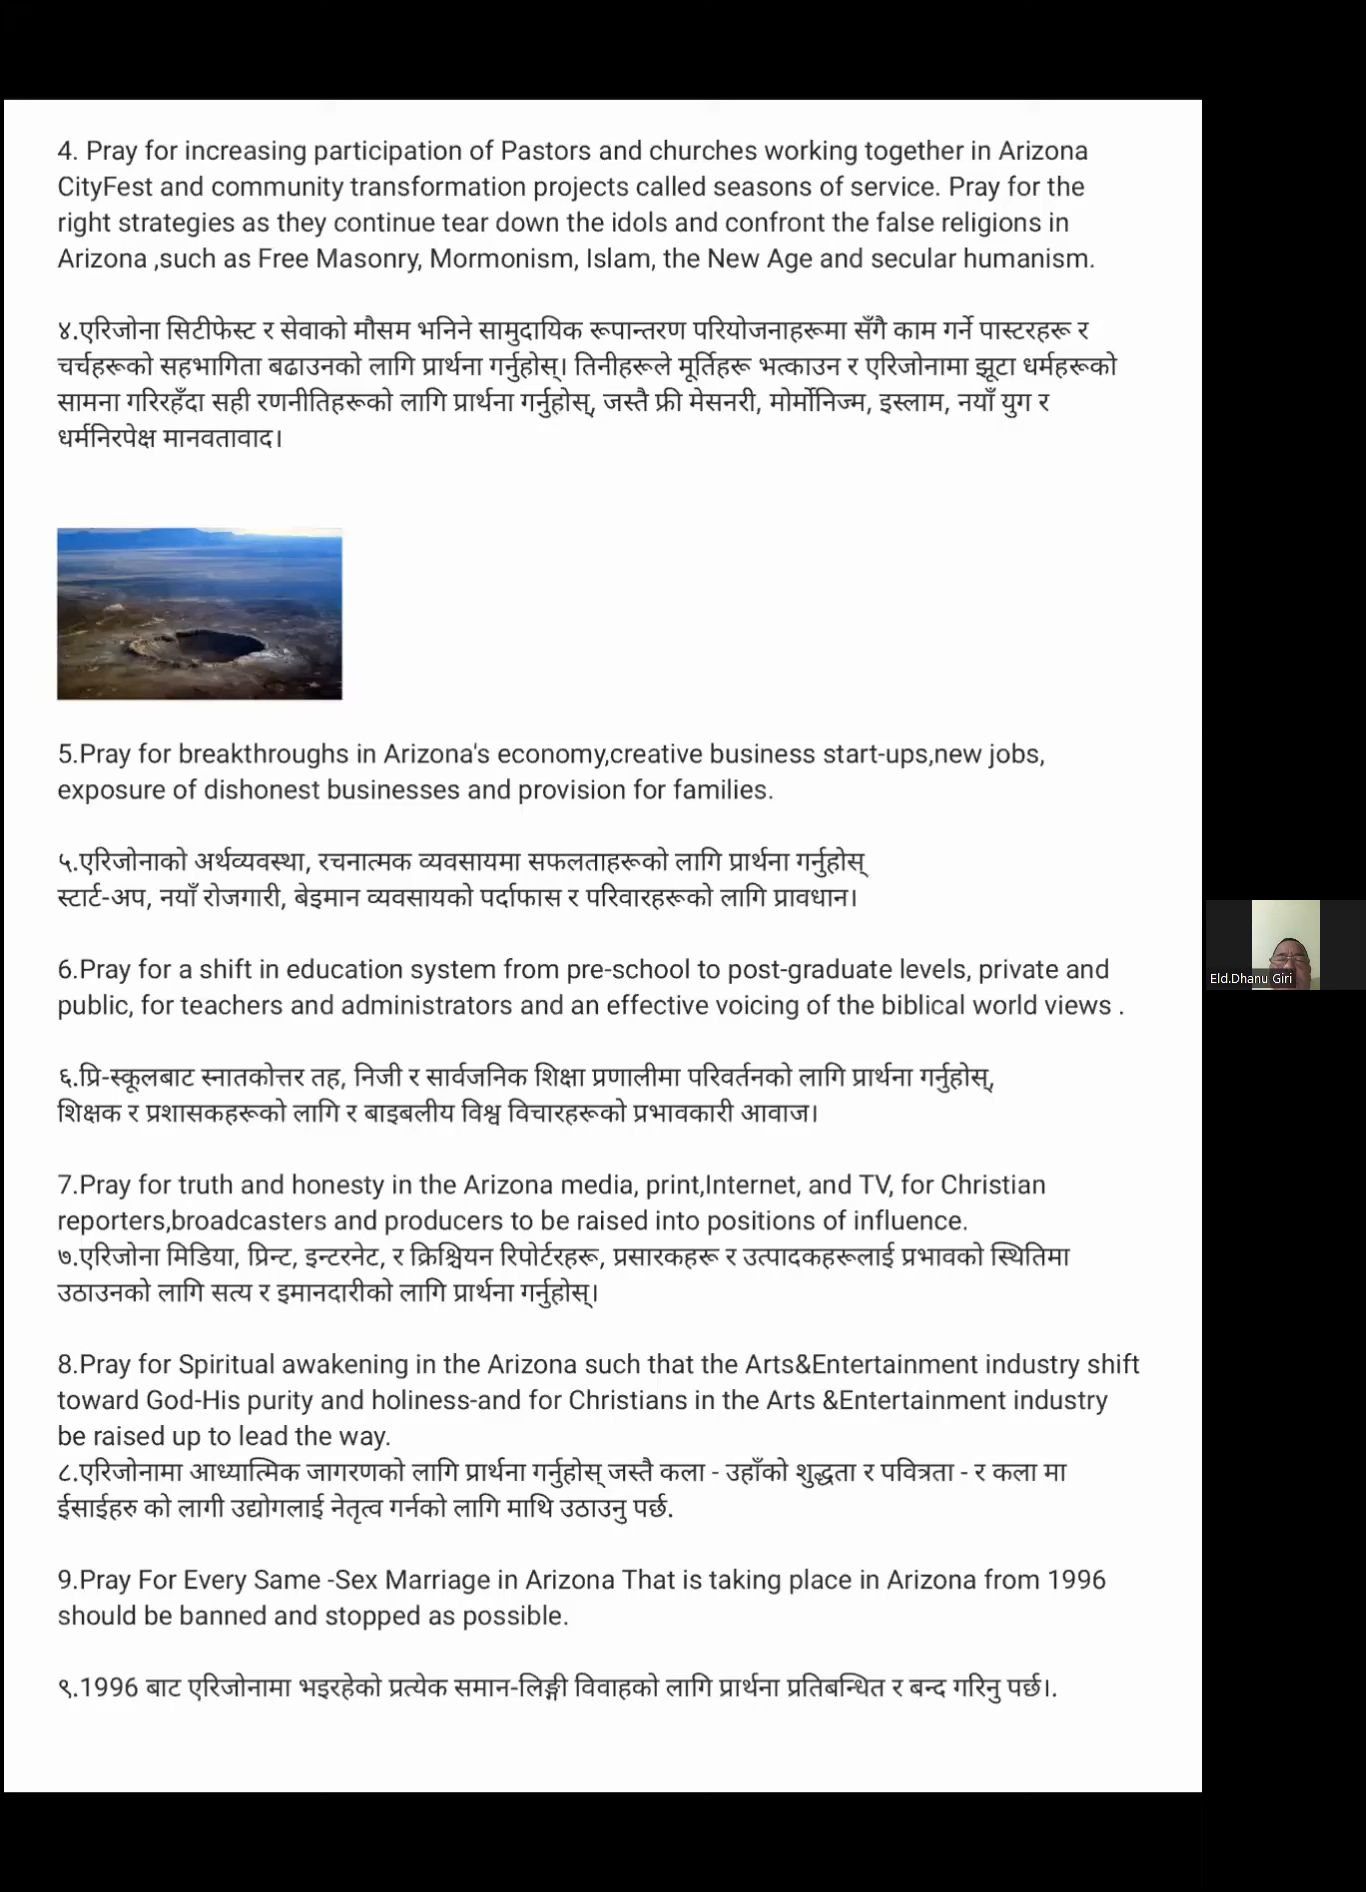 4. Pray for increasing participation of Pastors and churches working together in Arizona
CityFest and community transformation projects called seasons of service. Pray for the
right strategies as they continue tear down the idols and confront the false religions in
Arizona ,such as Free Masonry, Mormonism, Islam, the New Age and secular humanism.
४.एरिजोना सिटीफेस्ट र सेवाको मौसम भनिने सामुदायिक रूपान्तरण परियोजनाहरूमा सँगै काम गर्ने पास्टरहरू र
चर्चहरूको सहभागिता बढाउनको लागि प्रार्थना गर्नुहोस्। तिनीहरूले मूर्तिहरू भत्काउन र एरिजोनामा झूटा धर्महरूको
सामना गरिरहँदा सही रणनीतिहरूको लागि प्रार्थना गर्नुहोस्, जस्तै फ्री मेसनरी, मोर्मोनिज्म, इस्लाम, नयाँ युग र
धर्मनिरपेक्ष मानवतावाद।
5.Pray for breakthroughs in Arizona's economy,creative business start-ups,new jobs,
exposure of dishonest businesses and provision for families.
५.एरिजोनाको अर्थव्यवस्था, रचनात्मक व्यवसायमा सफलताहरूको लागि प्रार्थना गर्नुहोस्
स्टार्ट-अप, नयाँ रोजगारी, बेइमान व्यवसायको पर्दाफास र परिवारहरूको लागि प्रावधान।
6.Pray for a shift in education system from pre-school to post-graduate levels, private and
public, for teachers and administrators and an effective voicing of the biblical world views .
६.प्रि-स्कूलबाट स्नातकोत्तर तह, निजी र सार्वजनिक शिक्षा प्रणालीमा परिवर्तनको लागि प्रार्थना गर्नुहोस्,
शिक्षक र प्रशासकहरूको लागि र बाइबलीय विश्व विचारहरूको प्रभावकारी आवाज।
7.Pray for truth and honesty in the Arizona media, print,Internet, and TV, for Christian
reporters,broadcasters and producers to be raised into positions of influence.
७.एरिजोना मिडिया, प्रिन्ट, इन्टरनेट, र क्रिश्चियन रिपोर्टरहरू, प्रसारकहरू र उत्पादकहरूलाई प्रभावको स्थितिमा
उठाउनको लागि सत्य र इमानदारीको लागि प्रार्थना गर्नुहोस्।
8.Pray for Spiritual awakening in the Arizona such that the Arts&Entertainment industry shift
toward God-His purity and holiness-and for Christians in the Arts &Entertainment industry
be raised up to lead the way.
८.एरिजोनामा आध्यात्मिक जागरणको लागि प्रार्थना गर्नुहोस् जस्तै कला - उहाँको शुद्धता र पवित्रता - र कला मा
ईसाईहरु को लागी उद्योगलाई नेतृत्व गर्नको लागि माथि उठाउनु पर्छ.
9.Pray For Every Same -Sex Marriage in Arizona That is taking place in Arizona from 1996
should be banned and stopped as possible.
९.1996 बाट एरिजोनामा भइरहेको प्रत्येक समान-लिङ्गी विवाहको लागि प्रार्थना प्रतिबन्धित र बन्द गरिनु पर्छ।.
Eld.Dhanu Giri